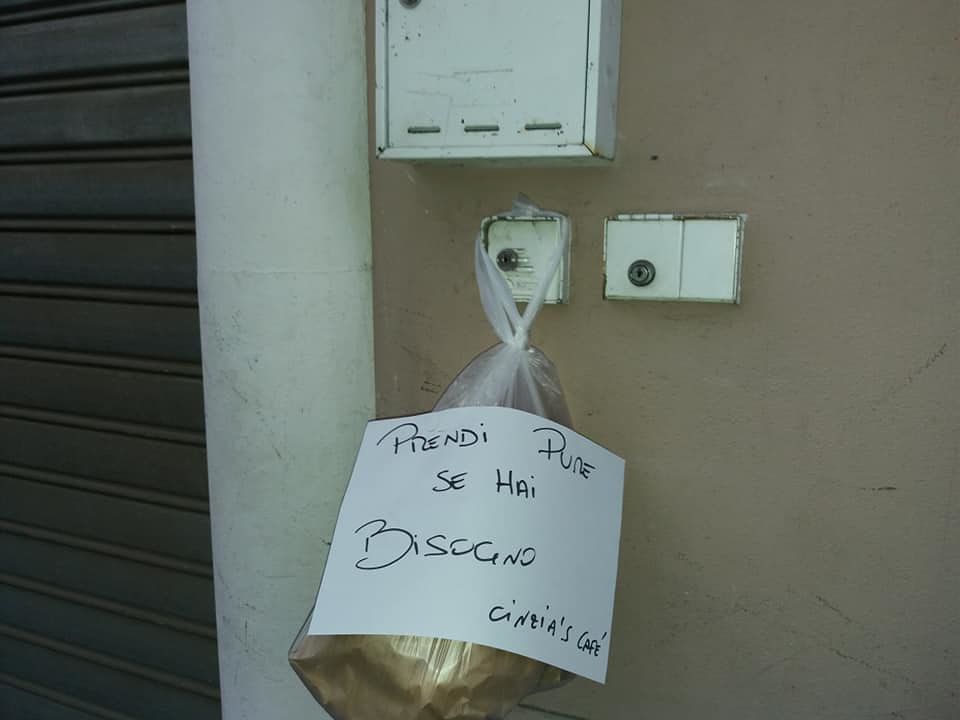 PRENDi PURE
SE HAi
BiSOGNO
CiNZiA'S CAFÉ